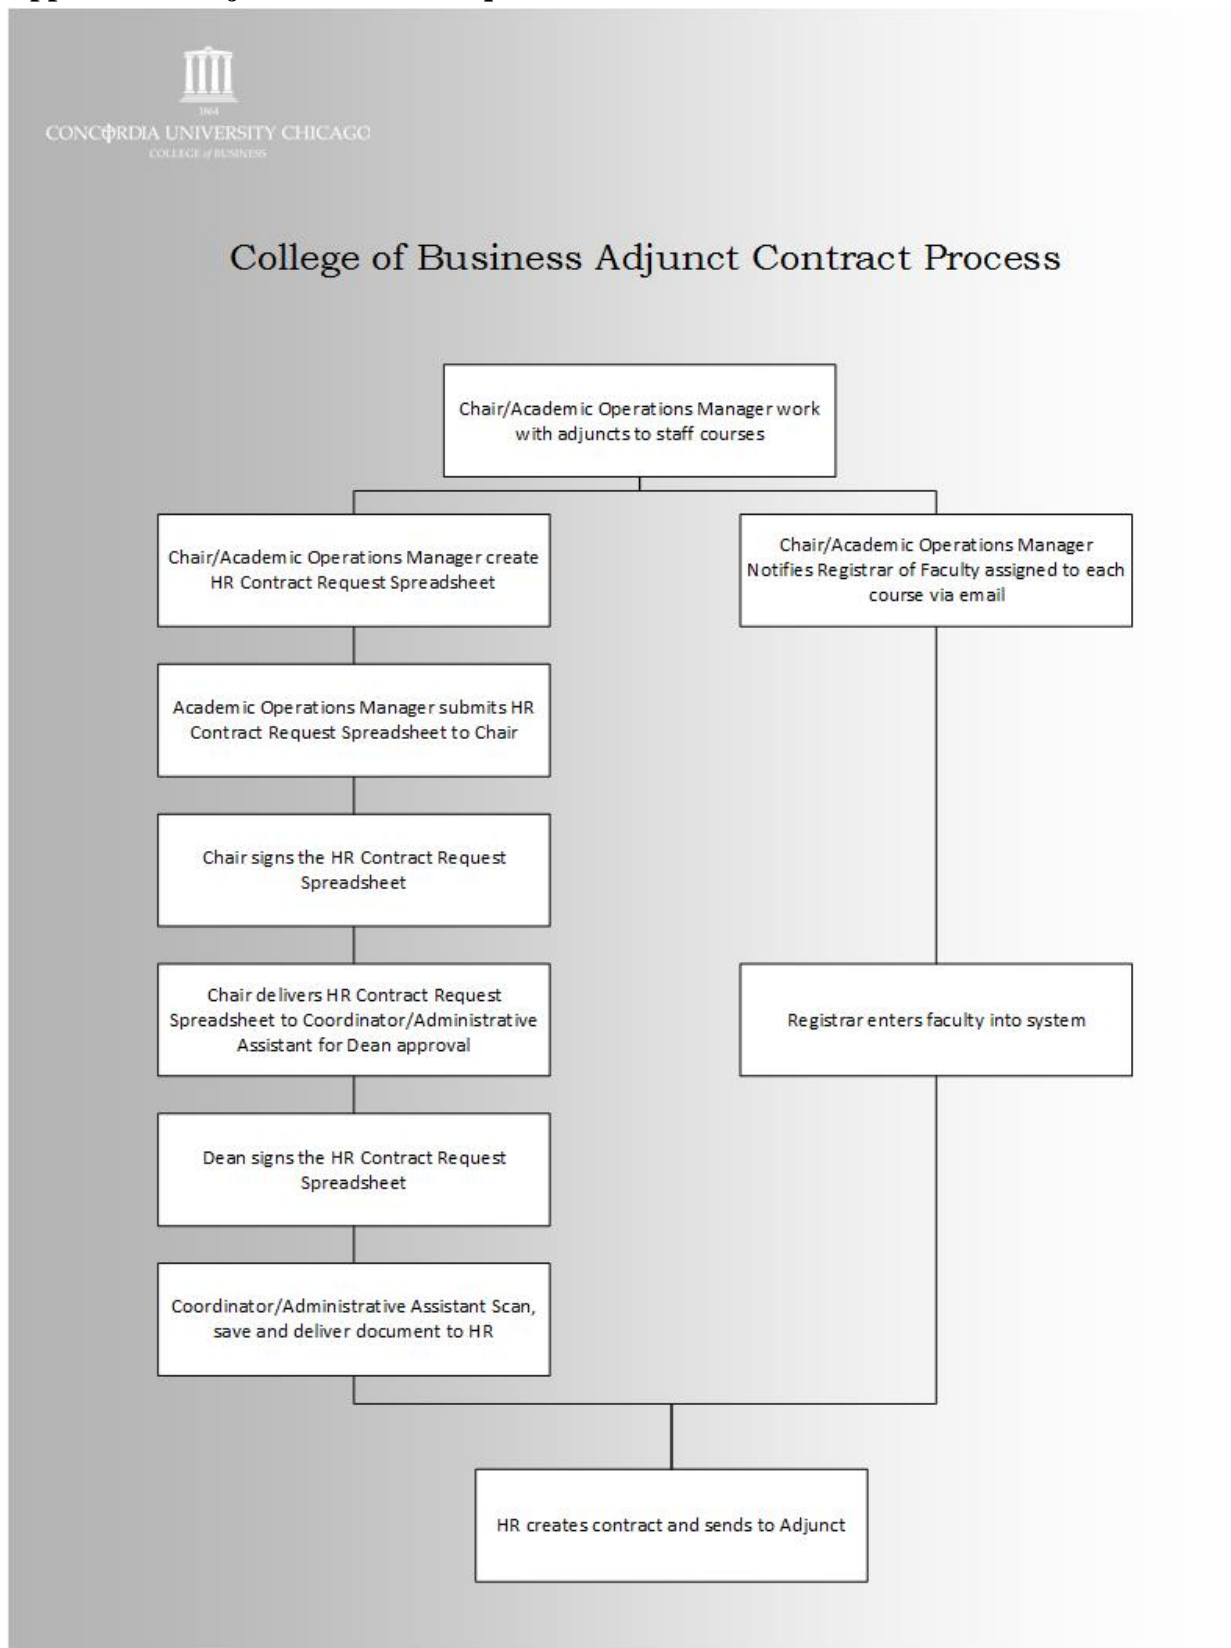 1864
CONCORDIA UNIVERSITY CHICAGO
COLLEGE of BUSINESS
College of Business Adjunct Contract Process
Chair/Academic Operations Manager work
with adjuncts to staff courses
Chair/Academic Operations Manager create
HR Contract Request Spreadsheet
Chair/Academic Operations Manager
Notifies Registrar of Faculty assigned to each
course via email
Academic Operations Manager submits HR
Contract Request Spreadsheet to Chair
Chair signs the HR Contract Request
Spreadsheet
Chair delivers HR Contract Request
Spreadsheet to Coordinator/Administrative
Assistant for Dean approval
Registrar enters faculty into system
Dean signs the HR Contract Request
Spreadsheet
Coordinator/Administrative Assistant Scan,
save and deliver document to HR
HR creates contract and sends to Adjunct